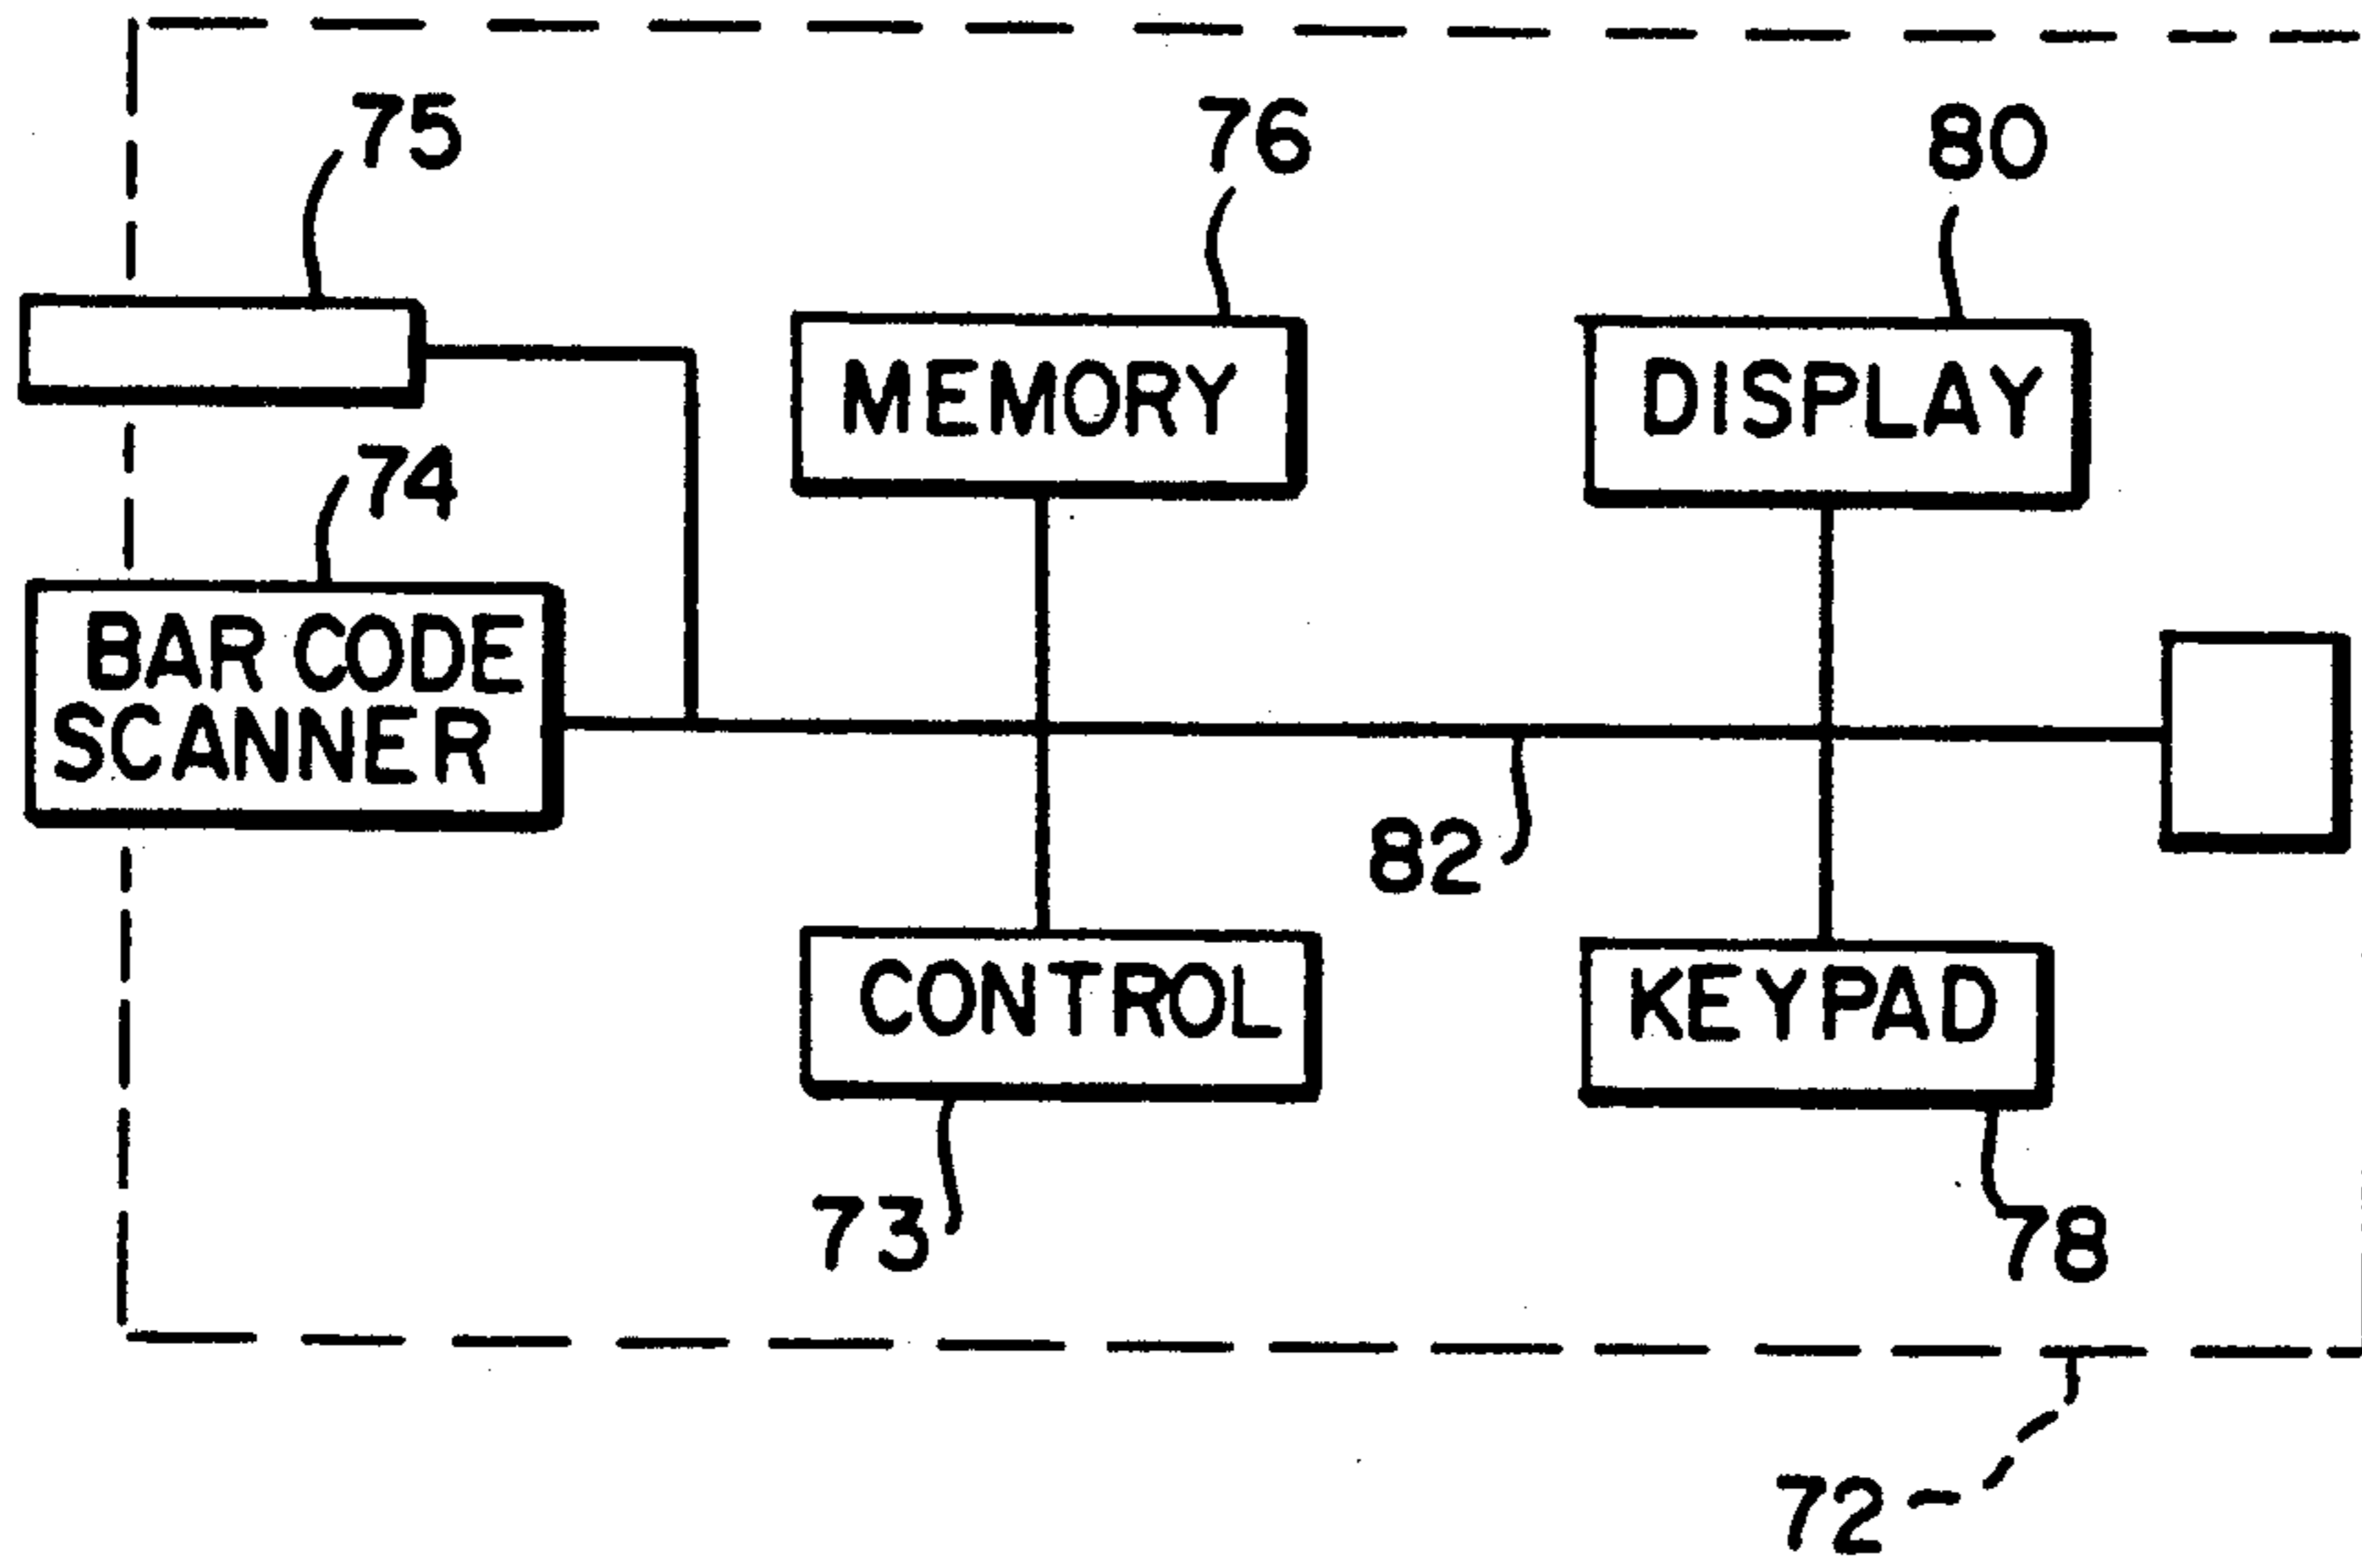 75
76
80
MEMORY
DISPLAY
74
BAR CODE
SCANNER
82
CONTROL
KEYPAD
73
78
72